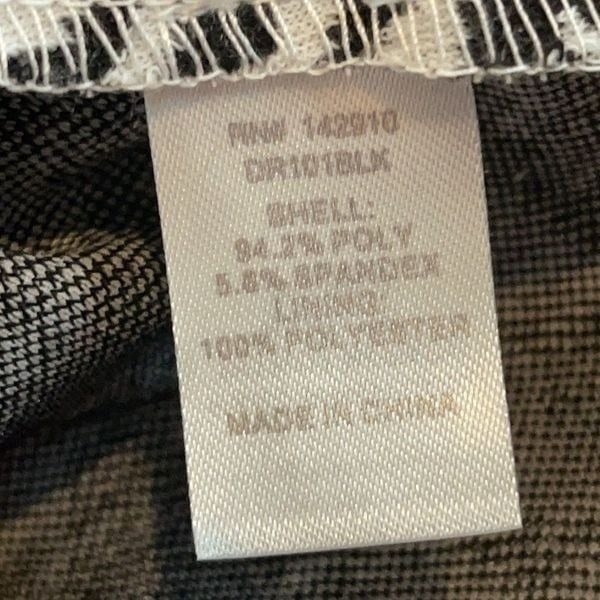 RN# 142910
DR101BLK
SHELL:
94.2% POLY
5.8% SPANDEX
LINING:
100% POLYESTER
MADE IN CHINA